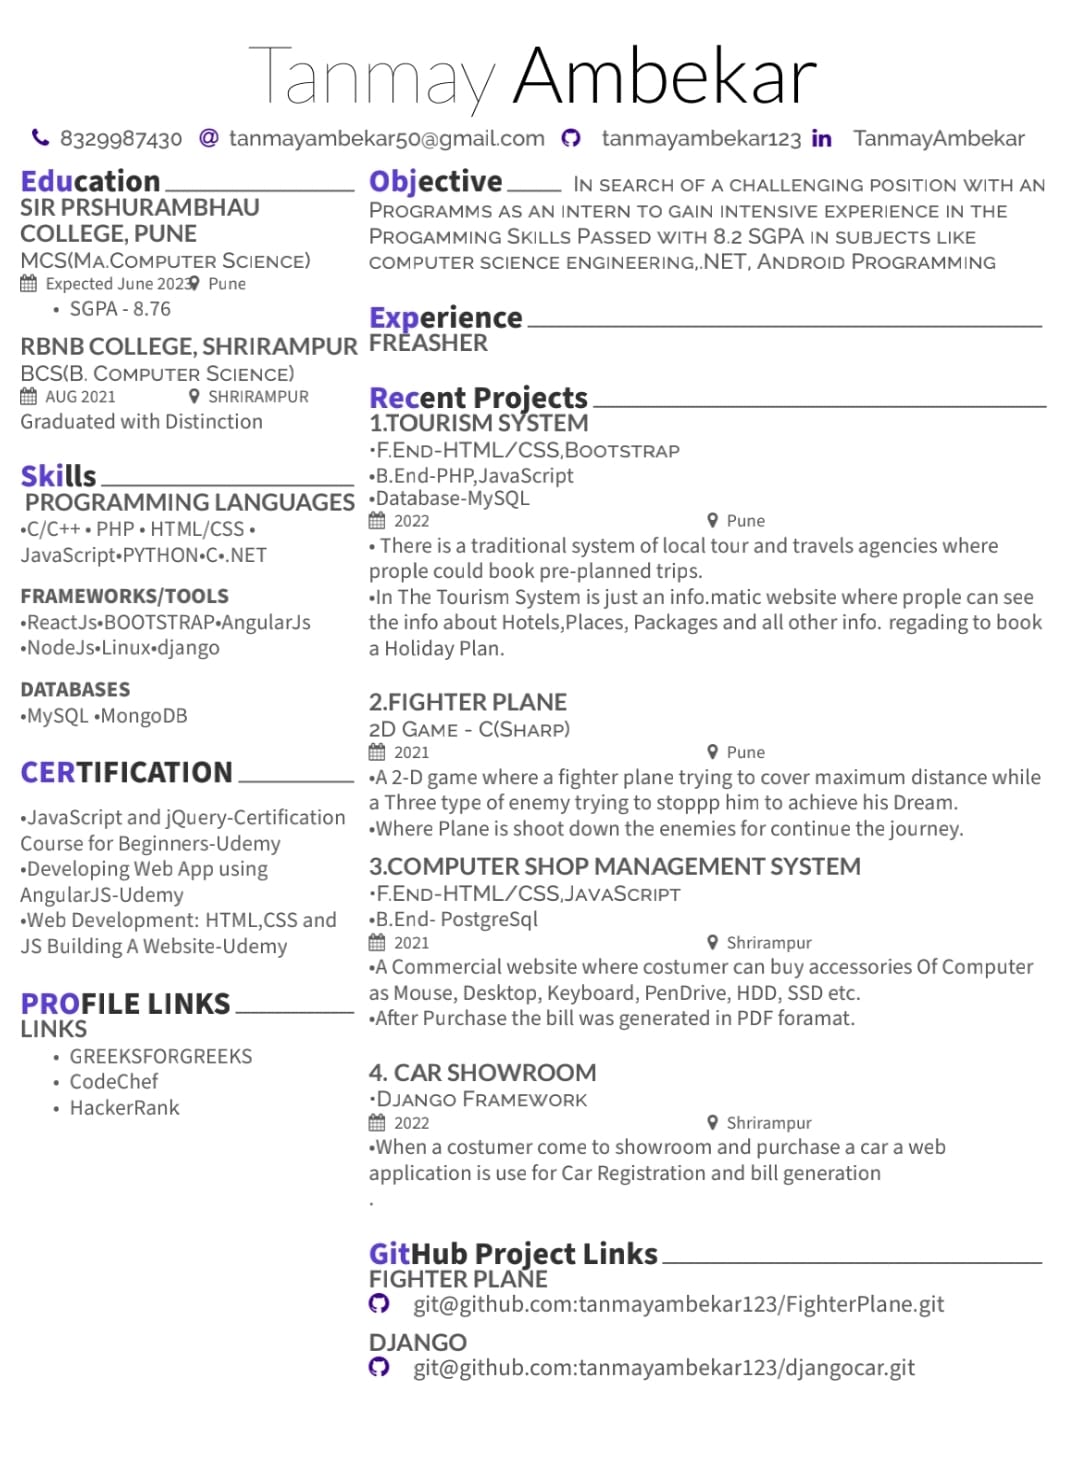 Tanmay Ambekar
8329987430 @ tanmayambekar50@gmail.com tanmayambekar123 in TanmayAmbekar
Education
SIR PRSHURAMBHAU
COLLEGE, PUNE
MCS(MA.COMPUTER SCIENCE)
Expected June 2023 Pune
• SGPA - 8.76
RBNB COLLEGE, SHRIRAMPUR
BCS(B. COMPUTER SCIENCE)
AUG 2021 SHRIRAMPUR
Graduated with Distinction
Skills
PROGRAMMING LANGUAGES
•C/C++ • PHP • HTML/CSS •
JavaScript•PYTHON•C•.NET
FRAMEWORKS/TOOLS
•ReactJs•BOOTSTRAP•AngularJs
•NodeJs•Linux•django
DATABASES
•MySQL •MongoDB
CERTIFICATION
•JavaScript and jQuery-Certification
Course for Beginners-Udemy
•Developing Web App using
AngularJS-Udemy
•Web Development: HTML,CSS and
JS Building A Website-Udemy
PROFILE LINKS
LINKS
• GREEKSFORGREEKS
• CodeChef
• HackerRank
Objective IN SEARCH OF A CHALLENGING POSITION WITH AN
PROGRAMMS AS AN INTERN TO GAIN INTENSIVE EXPERIENCE IN THE
PROGAMMING SKILLS PASSED WITH 8.2 SGPA IN SUBJECTS LIKE
COMPUTER SCIENCE ENGINEERING,.NET, ANDROID PROGRAMMING
Experience
FREASHER
Recent Projects
1.TOURISM SYSTEM
•F.END-HTML/CSS,BOOTSTRAP
•B.End-PHP,JavaScript
•Database-MySQL
2022 Pune
• There is a traditional system of local tour and travels agencies where
prople could book pre-planned trips.
•In The Tourism System is just an info.matic website where prople can see
the info about Hotels,Places, Packages and all other info. regading to book
a Holiday Plan.
2.FIGHTER PLANE
2D GAME - C(SHARP)
2021 Pune
•A 2-D game where a fighter plane trying to cover maximum distance while
a Three type of enemy trying to stoppp him to achieve his Dream.
•Where Plane is shoot down the enemies for continue the journey.
3.COMPUTER SHOP MANAGEMENT SYSTEM
•F.END-HTML/CSS,JAVASCRIPT
•B.End- PostgreSql
2021 Shrirampur
•A Commercial website where costumer can buy accessories Of Computer
as Mouse, Desktop, Keyboard, PenDrive, HDD, SSD etc.
•After Purchase the bill was generated in PDF foramat.
4. CAR SHOWROOM
•DJANGO FRAMEWORK
2022 Shrirampur
•When a costumer come to showroom and purchase a car a web
application is use for Car Registration and bill generation
.
GitHub Project Links
FIGHTER PLANE
git@github.com:tanmayambekar123/FighterPlane.git
DJANGO
git@github.com:tanmayambekar123/djangocar.git